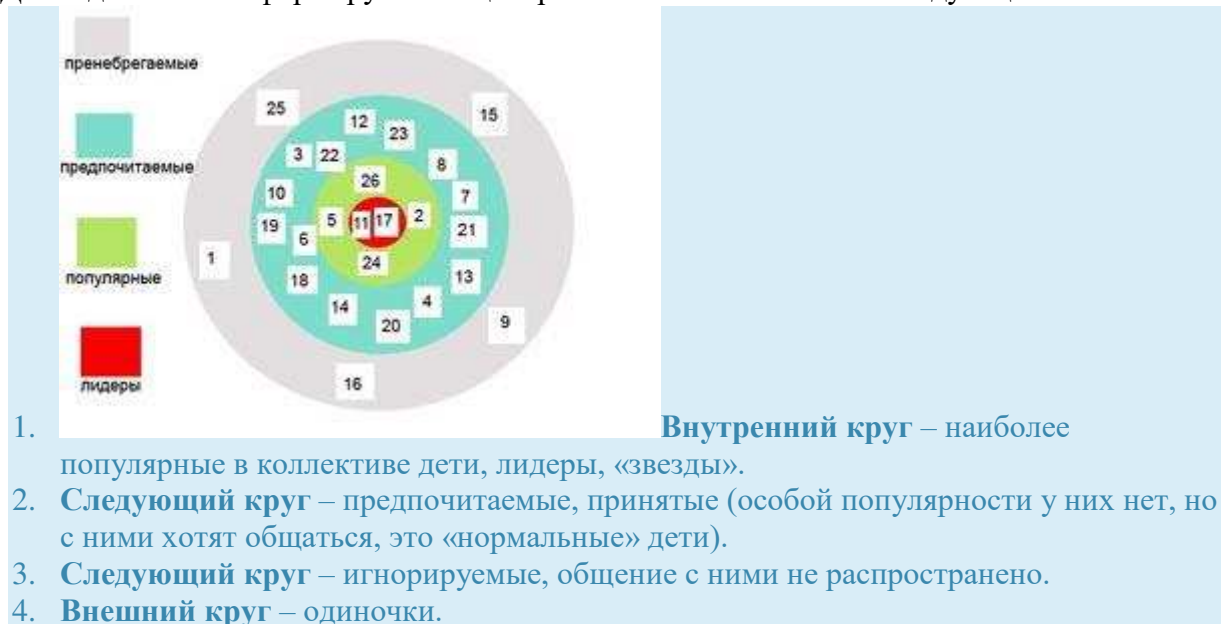 пренебрегаемые
предпочитаемые
популярные
лидеры
25
15
12
23
3
22
8
26
10
7
5
11
17
2
19
21
6
1
24
18
13
14
4
20
9
16
1. Внутренний круг – наиболее
популярные в коллективе дети, лидеры, «звезды».
2. Следующий круг – предпочитаемые, принятые (особой популярности у них нет, но
с ними хотят общаться, это «нормальные» дети).
3. Следующий круг – игнорируемые, общение с ними не распространено.
4. Внешний круг – одиночки.